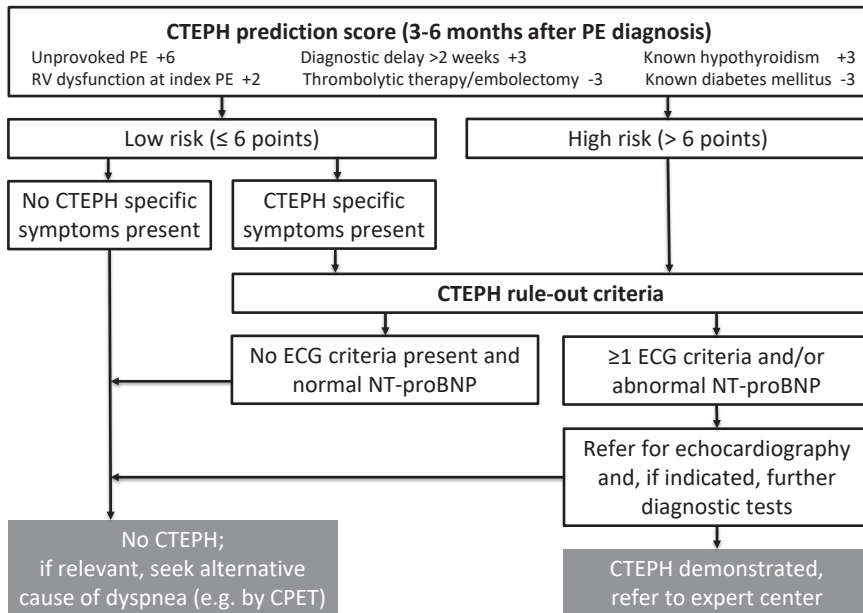 CTEPH prediction score (3-6 months after PE diagnosis)
Unprovoked PE +6 Diagnostic delay >2 weeks +3 Known hypothyroidism +3
RV dysfunction at index PE +2 Thrombolytic therapy/embolectomy -3 Known diabetes mellitus -3
Low risk (≤ 6 points)
High risk (> 6 points)
No CTEPH specific
symptoms present
CTEPH specific
symptoms present
CTEPH rule-out criteria
No ECG criteria present and
normal NT-proBNP
≥1 ECG criteria and/or
abnormal NT-proBNP
Refer for echocardiography
and, if indicated, further
diagnostic tests
No CTEPH;
if relevant, seek alternative
cause of dyspnea (e.g. by CPET)
CTEPH demonstrated,
refer to expert center